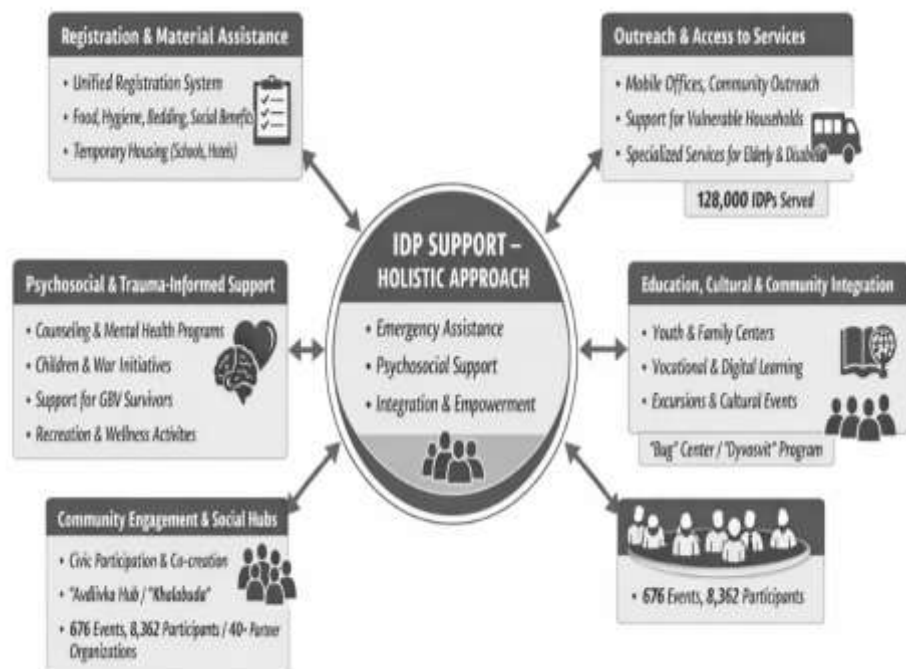 Registration & Material Assistance
• Unified Registration System
• Food, Hygiene, Bedding, Social Benefits
• Temporary Housing (Schools, Hotels)
Outreach & Access to Services
• Mobile Offices, Community Outreach
• Support for Vulnerable Households
• Specialized Services for Elderly & Disabled
128,000 IDPs Served
IDP SUPPORT –
HOLISTIC APPROACH
• Emergency Assistance
• Psychosocial Support
• Integration & Empowerment
Psychosocial & Trauma-Informed Support
• Counseling & Mental Health Programs
• Children & War Initiatives
• Support for GBV Survivors
• Recreation & Wellness Activities
Education, Cultural & Community Integration
• Youth & Family Centers
• Vocational & Digital Learning
• Excursions & Cultural Events
"Bug" Center / "Dyvosvit" Program
Community Engagement & Social Hubs
• Civic Participation & Co-creation
• "Avdiivka Hub / "Khalabuda"
• 676 Events, 8,362 Participants / 40- Partner
Organizations
• 676 Events, 8,362 Participants